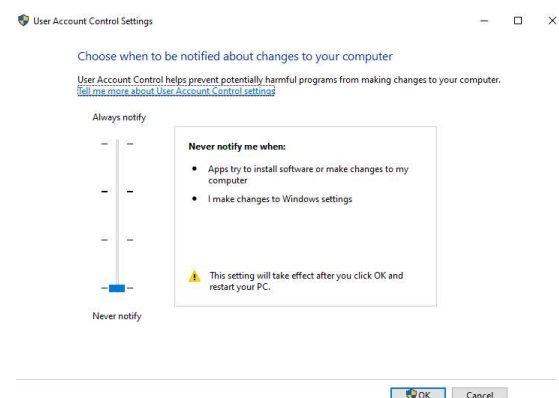 User Account Control Settings
Choose when to be notified about changes to your computer
User Account Control helps prevent potentially harmful programs from making changes to your computer.
Tell me more about User Account Control settings
Always notify
Never notify me when:
Apps try to install software or make changes to my
computer
I make changes to Windows settings
This setting will take effect after you click OK and
restart your PC.
Never notify
OK
Cancel